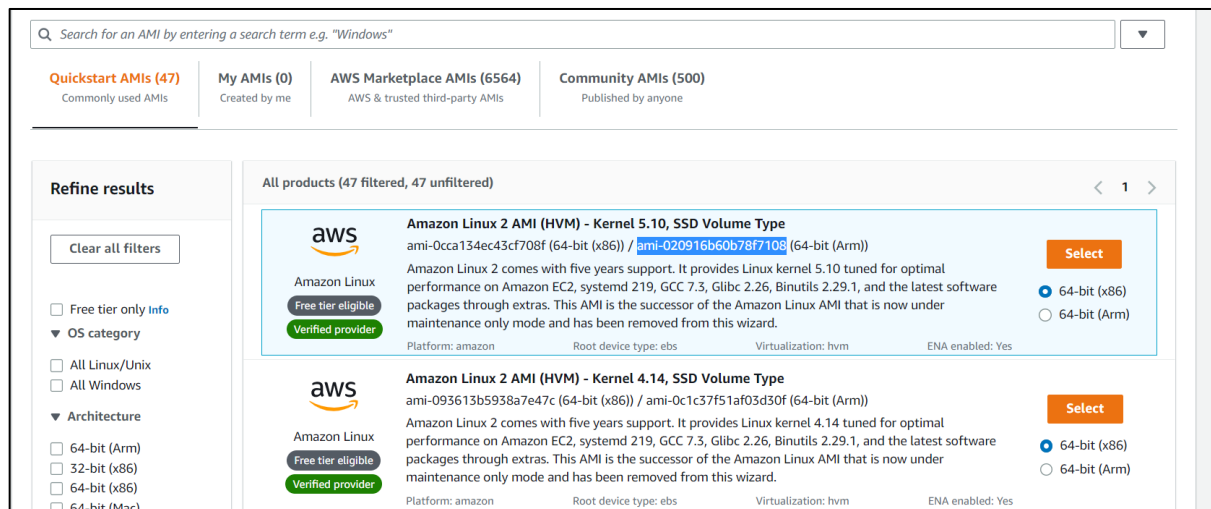 Search for an AMI by entering a search term e.g. "Windows"
Quickstart AMIs (47)
Commonly used AMIs
My AMIs (0)
Created by me
AWS Marketplace AMIs (6564)
AWS & trusted third-party AMIs
Community AMIs (500)
Published by anyone
Refine results
Clear all filters
Free tier only Info
OS category
All Linux/Unix
All Windows
Architecture
64-bit (Arm)
32-bit (x86)
64-bit (x86)
64-bit (Mac)
All products (47 filtered, 47 unfiltered)
1
aws
Amazon Linux
Free tier eligible
Verified provider
Amazon Linux 2 AMI (HVM) - Kernel 5.10, SSD Volume Type
ami-0cca134ec43cf708f (64-bit (x86)) / ami-020916b60b78f7108 (64-bit (Arm))
Amazon Linux 2 comes with five years support. It provides Linux kernel 5.10 tuned for optimal
performance on Amazon EC2, systemd 219, GCC 7.3, Glibc 2.26, Binutils 2.29.1, and the latest software
packages through extras. This AMI is the successor of the Amazon Linux AMI that is now under
maintenance only mode and has been removed from this wizard.
Platform: amazon Root device type: ebs Virtualization: hvm ENA enabled: Yes
Select
64-bit (x86)
64-bit (Arm)
aws
Amazon Linux
Free tier eligible
Verified provider
Amazon Linux 2 AMI (HVM) - Kernel 4.14, SSD Volume Type
ami-093613b5938a7e47c (64-bit (x86)) / ami-0c1c37f51af03d30f (64-bit (Arm))
Amazon Linux 2 comes with five years support. It provides Linux kernel 4.14 tuned for optimal
performance on Amazon EC2, systemd 219, GCC 7.3, Glibc 2.26, Binutils 2.29.1, and the latest software
packages through extras. This AMI is the successor of the Amazon Linux AMI that is now under
maintenance only mode and has been removed from this wizard.
Platform: amazon Root device type: ebs Virtualization: hvm ENA enabled: Yes
Select
64-bit (x86)
64-bit (Arm)